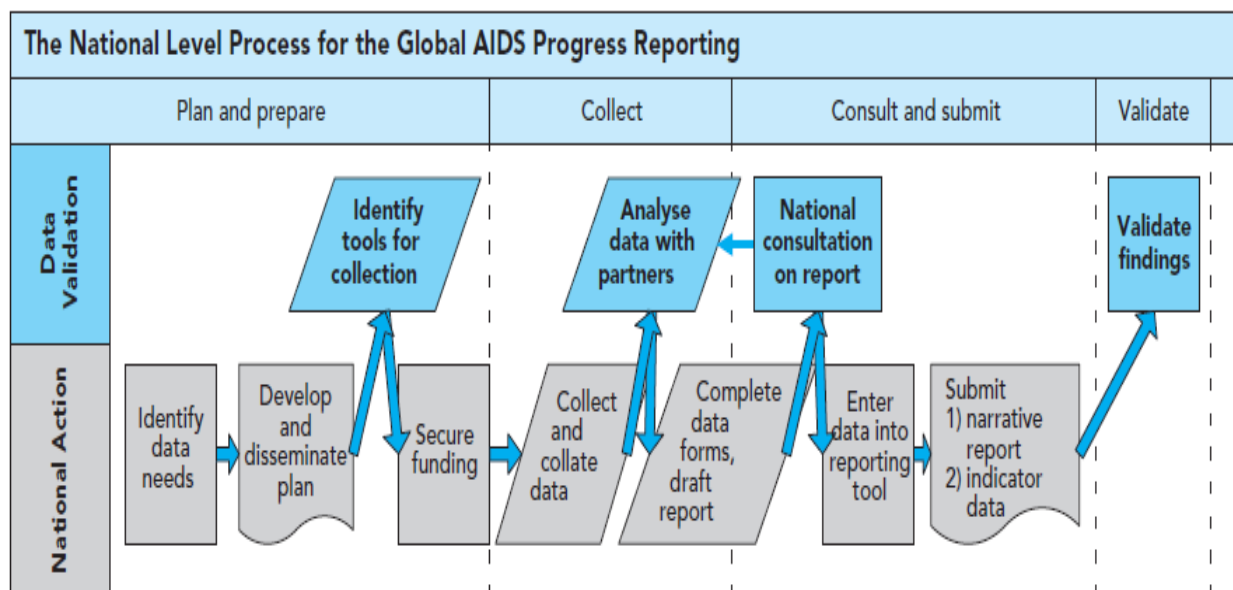 The National Level Process for the Global AIDS Progress Reporting
Plan and prepare
Collect
Consult and submit
Validate
Data
Validation
Identify
tools for
collection
Analyse
data with
partners
National
consultation
on report
Validate
findings
National Action
Identify
data
needs
Develop
and
disseminate
plan
Secure
funding
Collect
and
collate
data
Complete
data
forms,
draft
report
Enter
data into
reporting
tool
Submit
1) narrative
report
2) indicator
data